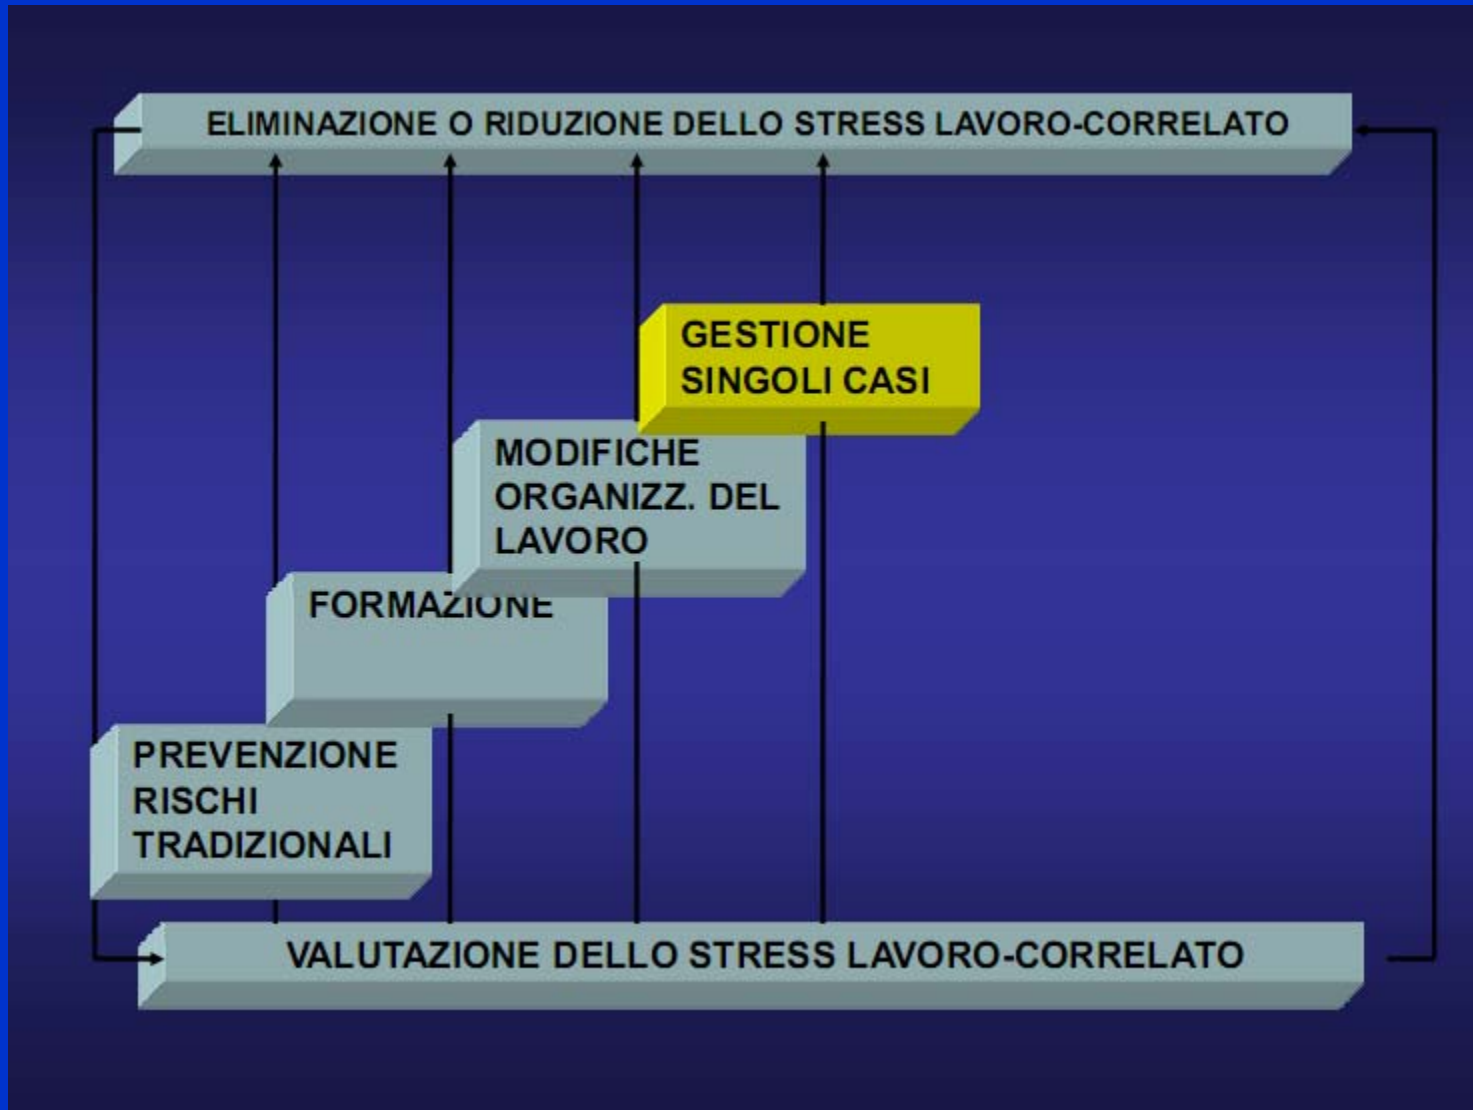 ELIMINAZIONE O RIDUZIONE DELLO STRESS LAVORO-CORRELATO
GESTIONE
SINGOLI CASI
MODIFICHE
ORGANIZZ. DEL
LAVORO
FORMAZIONE
PREVENZIONE
RISCHI
TRADIZIONALI
VALUTAZIONE DELLO STRESS LAVORO-CORRELATO